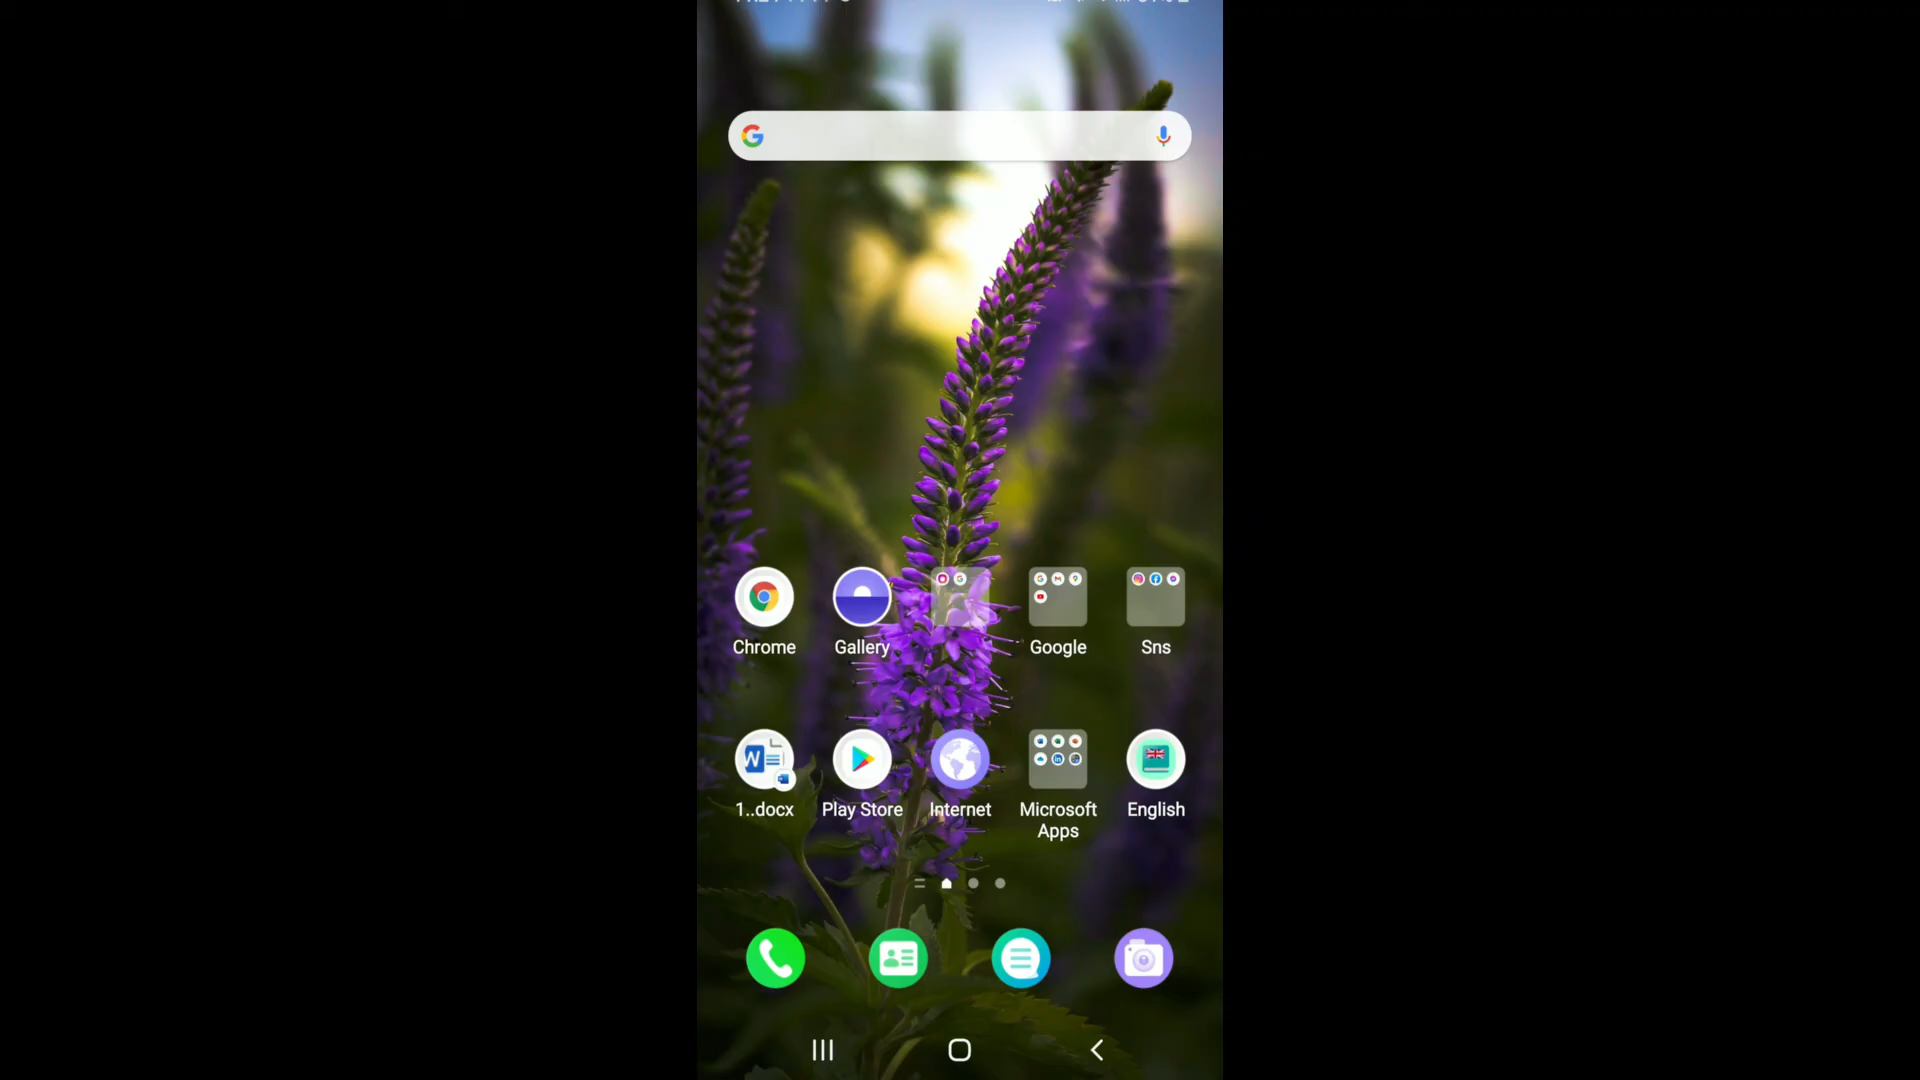 Chrome
Gallery
Google
Sns
1..docx
Play Store
Internet
Microsoft
Apps
English